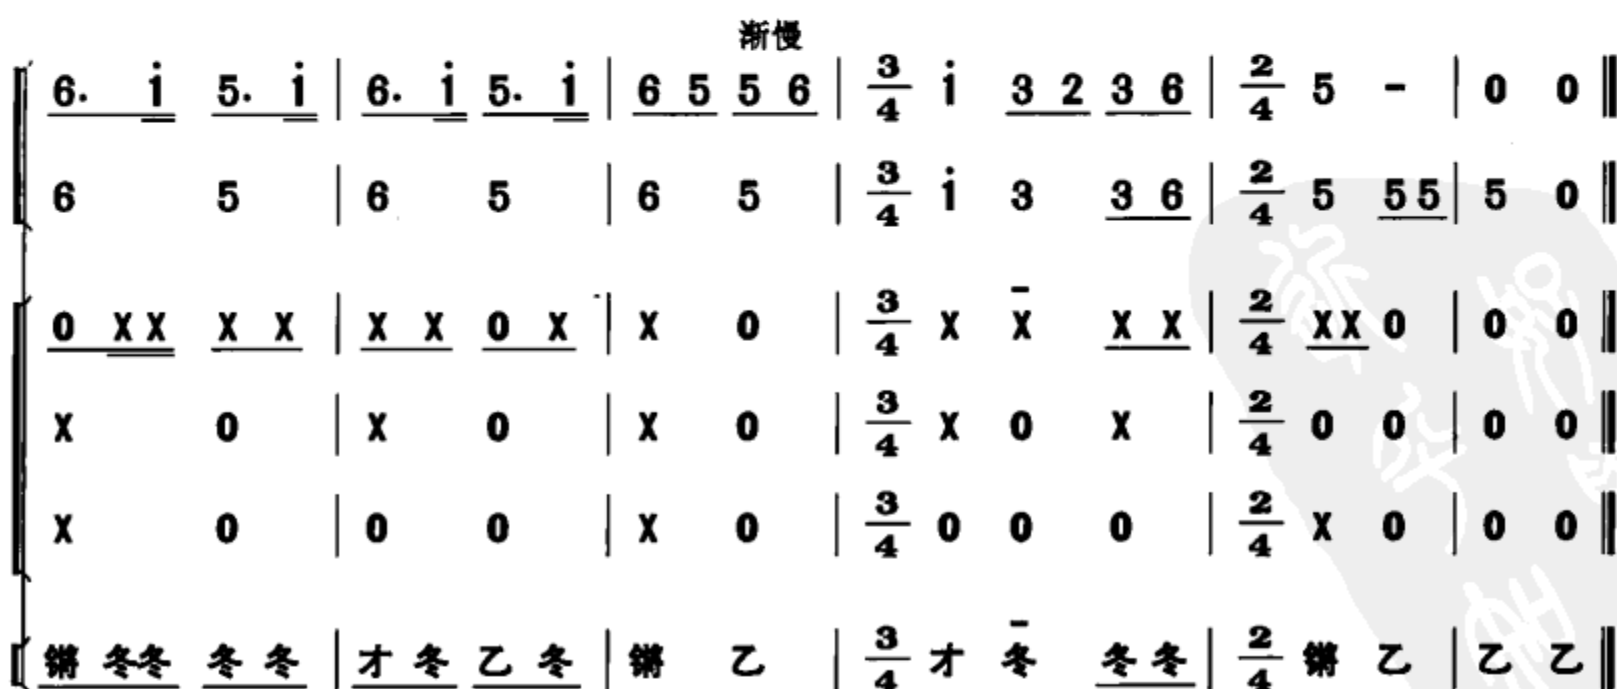 渐慢
6. i 5. i | 6. i 5. i | 6 5 5 6 | 3/4 i 3 2 3 6 | 2/4 5 - | 0 0 ‖
6 5 | 6 5 | 6 5 | 3/4 i 3 3 6 | 2/4 5 5 5 | 5 0 ‖
0 X X X X | X X 0 X | X 0 | 3/4 X X X X | 2/4 X X 0 | 0 0 ‖
X 0 | X 0 | X 0 | 3/4 X 0 X | 2/4 0 0 | 0 0 ‖
X 0 | 0 0 | X 0 | 3/4 0 0 0 | 2/4 X 0 | 0 0 ‖
锵 冬冬 冬 冬 | 才 冬 乙 冬 | 锵 乙 | 3/4 才 冬 冬 冬 | 2/4 锵 乙 | 乙 乙 ‖